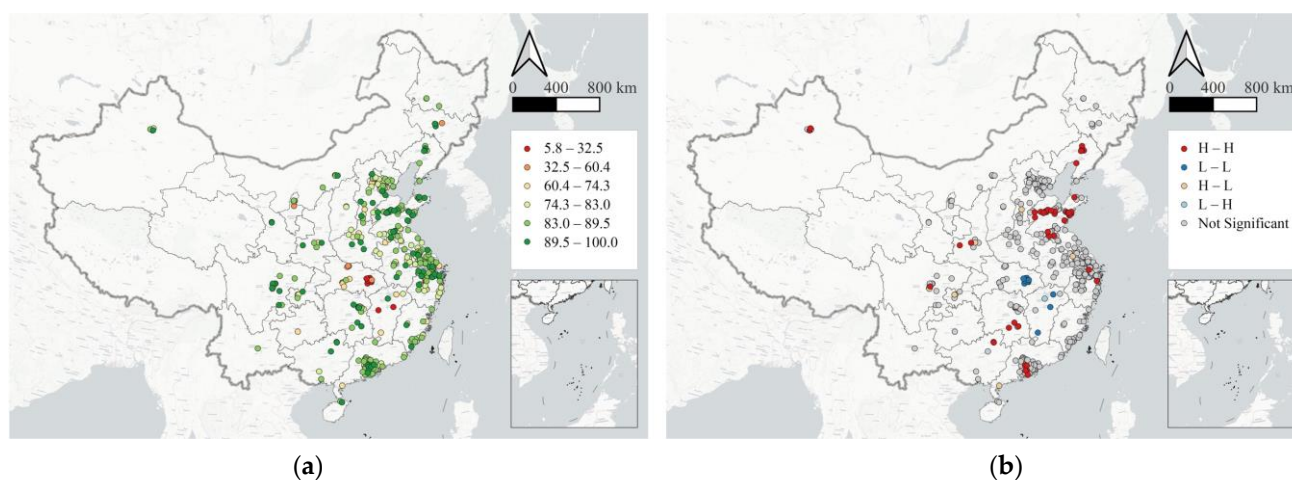 0 400 800 km
5.8 – 32.5
32.5 – 60.4
60.4 – 74.3
74.3 – 83.0
83.0 – 89.5
89.5 – 100.0
(a)
0 400 800 km
H – H
L – L
H – L
L – H
Not Significant
(b)